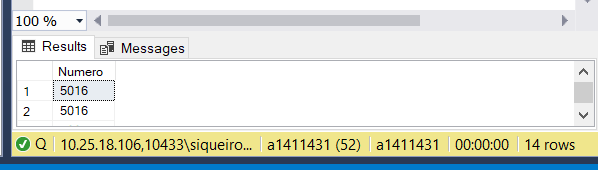 100 %
Results Messages
Numero
1 5016
2 5016
Q 10.25.18.106,10433\siqueiro... a1411431 (52) a1411431 00:00:00 14 rows